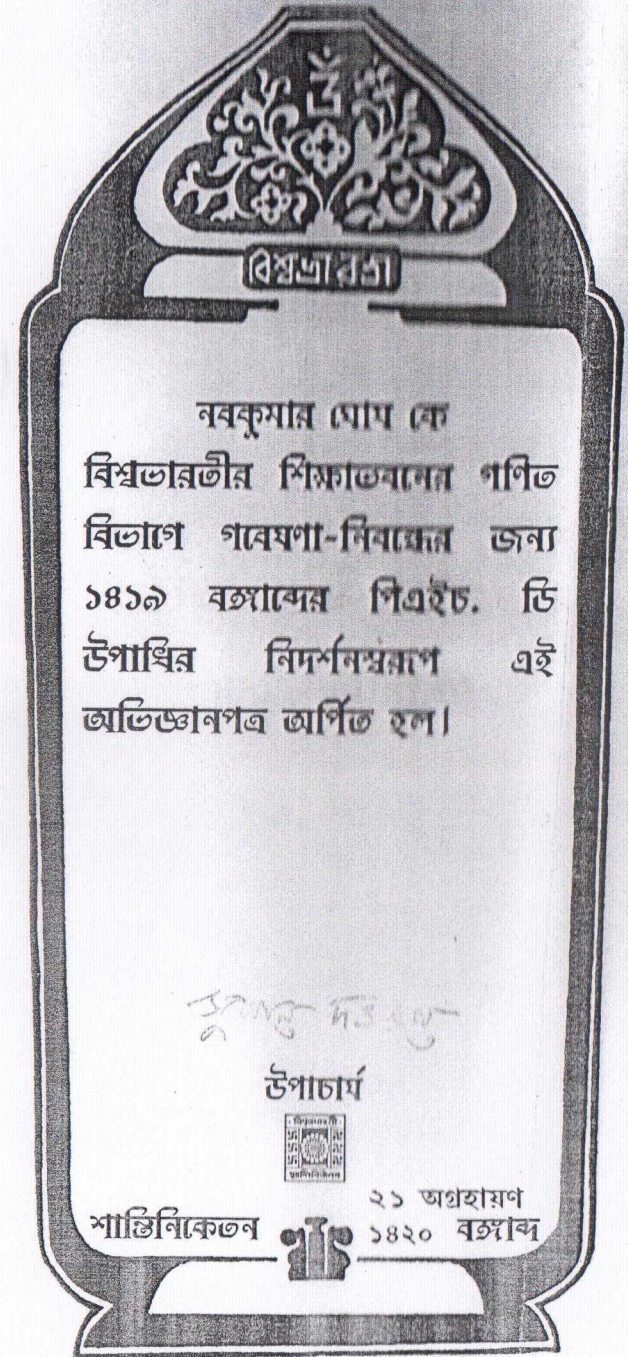 ওঁ
বিশ্বভারতী
নবকুমার ঘোষ কে
বিশ্বভারতীর শিক্ষাভবনের গণিত
বিভাগে গবেষণা-নিবন্ধের জন্য
১৪১৯ বঙ্গাব্দের পিএইচ. ডি
উপাধির নিদর্শনস্বরূপ এই
অভিজ্ঞানপত্র অর্পিত হল।
উপাচার্য
২১ অগ্রহায়ণ
শান্তিনিকেতন ১৪২০ বঙ্গাব্দ